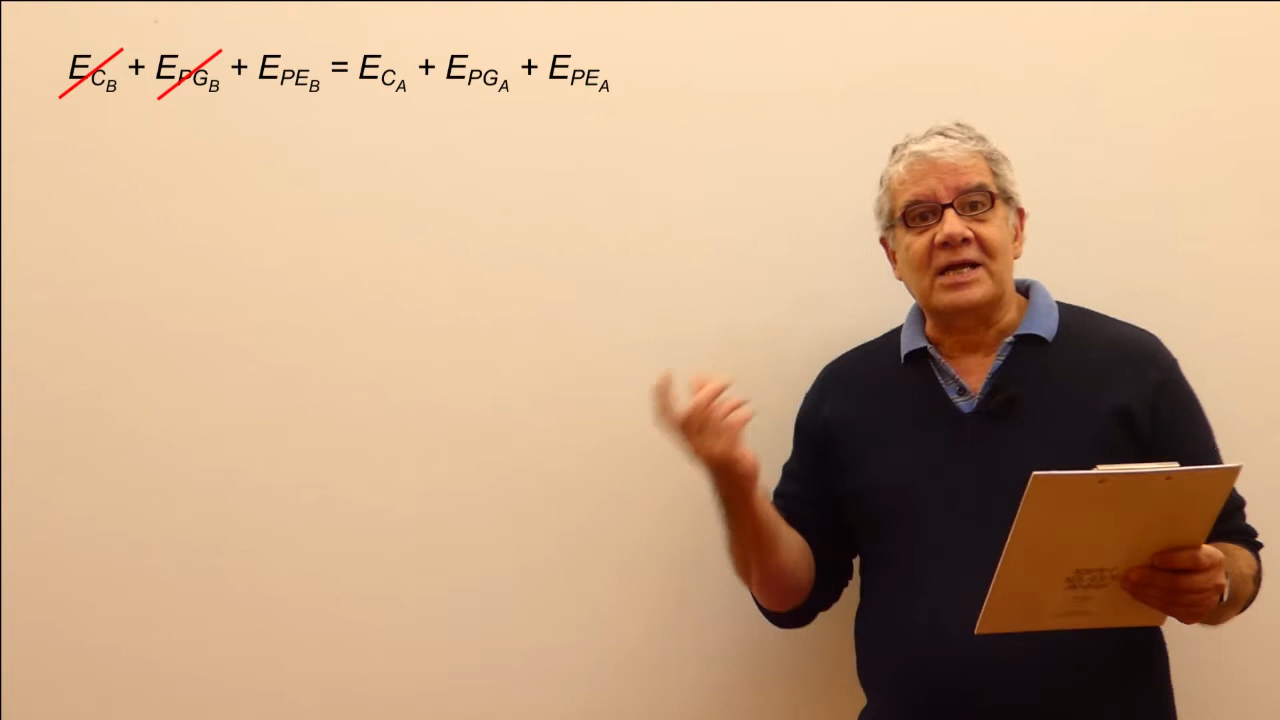 E_{C_B} + E_{PG_B} + E_{PE_B} = E_{C_A} + E_{PG_A} + E_{PE_A}